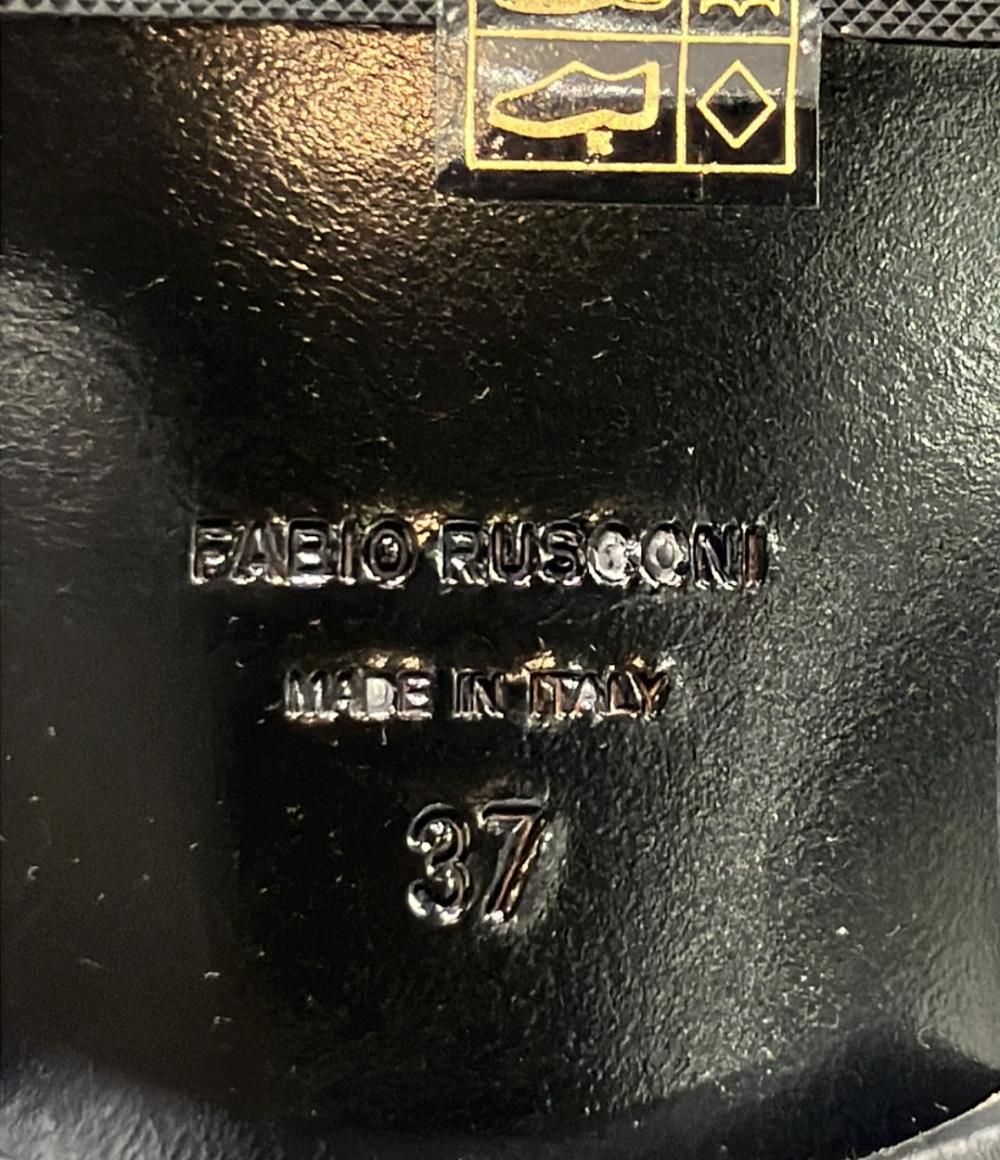 FABIO RUSCONI
MADE IN ITALY
37